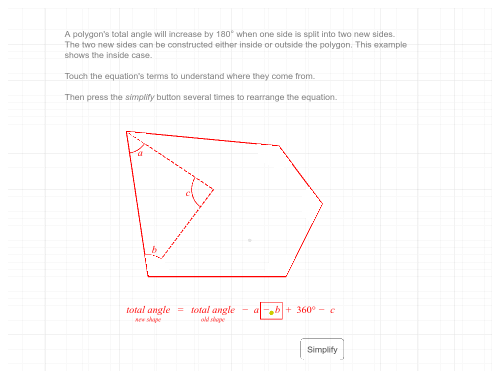 A polygon's total angle will increase by 180° when one side is split into two new sides.
The two new sides can be constructed either inside or outside the polygon. This example
shows the inside case.
Touch the equation's terms to understand where they come from.
Then press the simplify button several times to rearrange the equation.
a
c
b
total angle = total angle − a − b + 360° − c
new shape old shape
Simplify